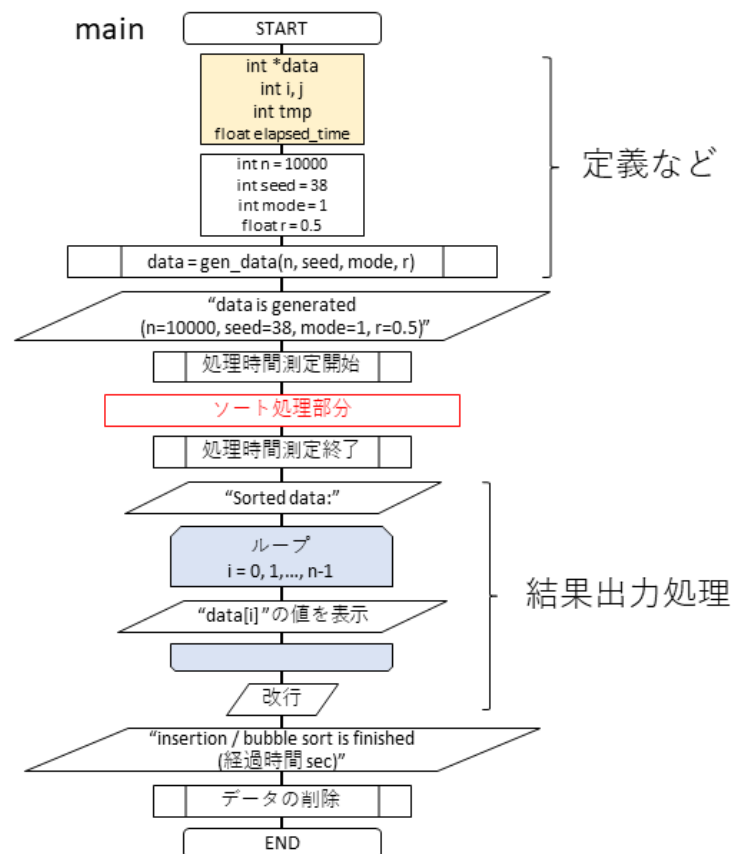 main
START
int *data
int i, j
int tmp
float elapsed_time
int n = 10000
int seed = 38
int mode = 1
float r = 0.5
定義など
data = gen_data(n, seed, mode, r)
“data is generated
(n=10000, seed=38, mode=1, r=0.5)”
処理時間測定開始
ソート処理部分
処理時間測定終了
“Sorted data:”
ループ
i = 0, 1,…, n-1
“data[i]”の値を表示
改行
結果出力処理
“insertion / bubble sort is finished
(経過時間 sec)”
データの削除
END